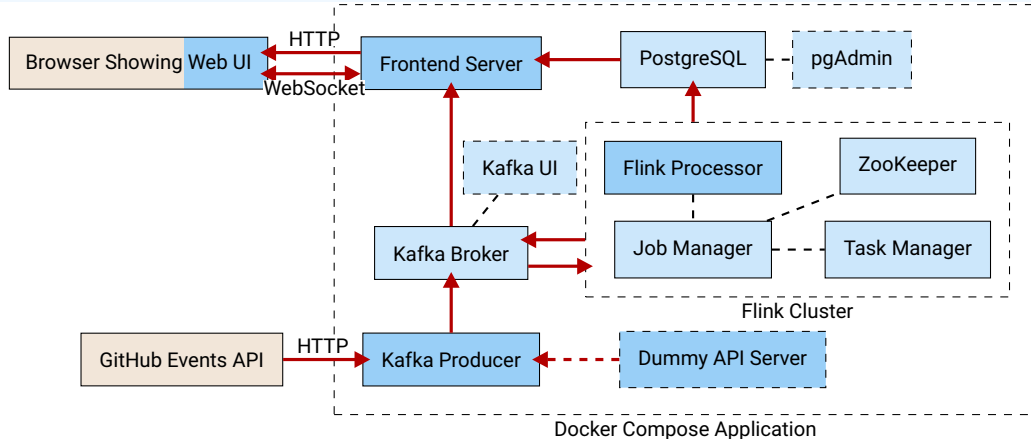 HTTP
Browser Showing Web UI
Frontend Server
PostgreSQL
pgAdmin
WebSocket
Kafka UI
Flink Processor
ZooKeeper
Kafka Broker
Job Manager
Task Manager
Flink Cluster
GitHub Events API
HTTP
Kafka Producer
Dummy API Server
Docker Compose Application